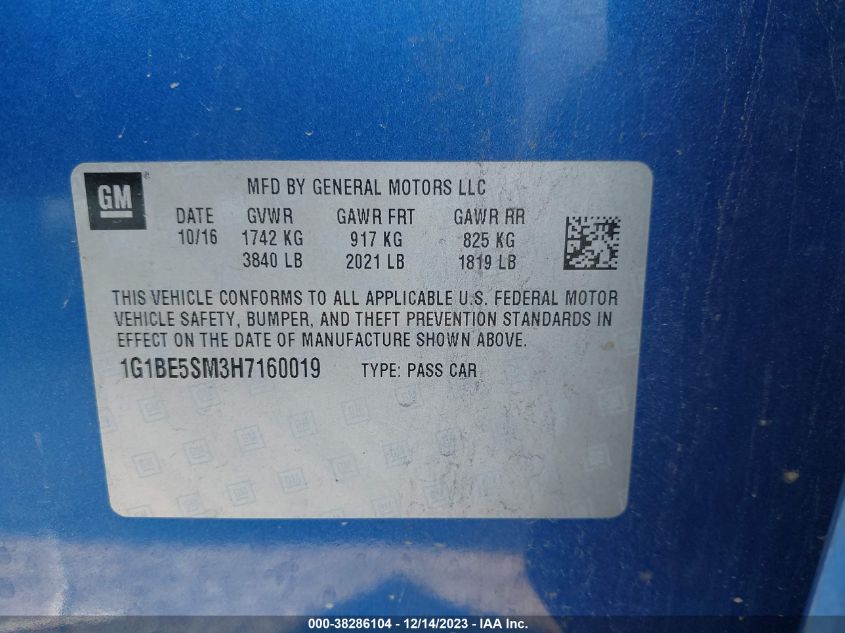 GM ® MFD BY GENERAL MOTORS LLC
DATE GVWR GAWR FRT GAWR RR
10/16 1742 KG 917 KG 825 KG
3840 LB 2021 LB 1819 LB
THIS VEHICLE CONFORMS TO ALL APPLICABLE U.S. FEDERAL MOTOR
VEHICLE SAFETY, BUMPER, AND THEFT PREVENTION STANDARDS IN
EFFECT ON THE DATE OF MANUFACTURE SHOWN ABOVE.
1G1BE5SM3H7160019 TYPE: PASS CAR
000-38286104 - 12/14/2023 - IAAI.com